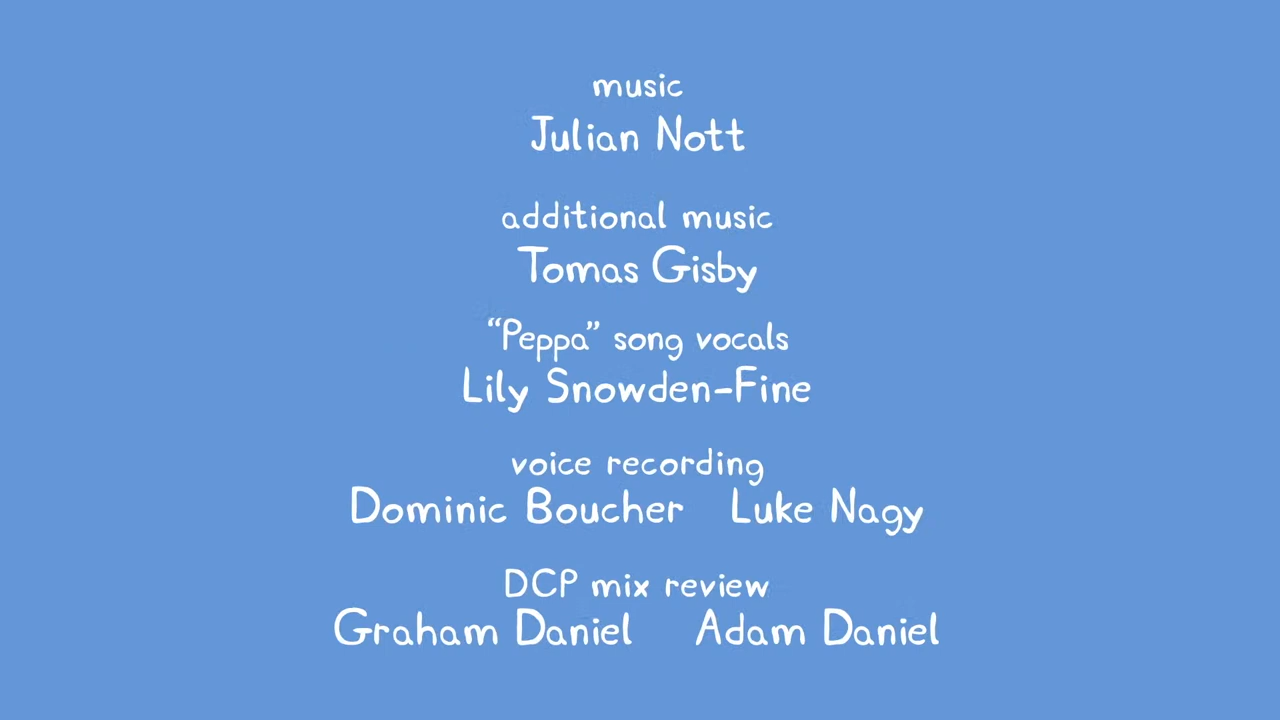 music
Julian Nott
additional music
Tomas Gisby
“Peppa” song vocals
Lily Snowden-Fine
voice recording
Dominic Boucher Luke Nagy
DCP mix review
Graham Daniel Adam Daniel